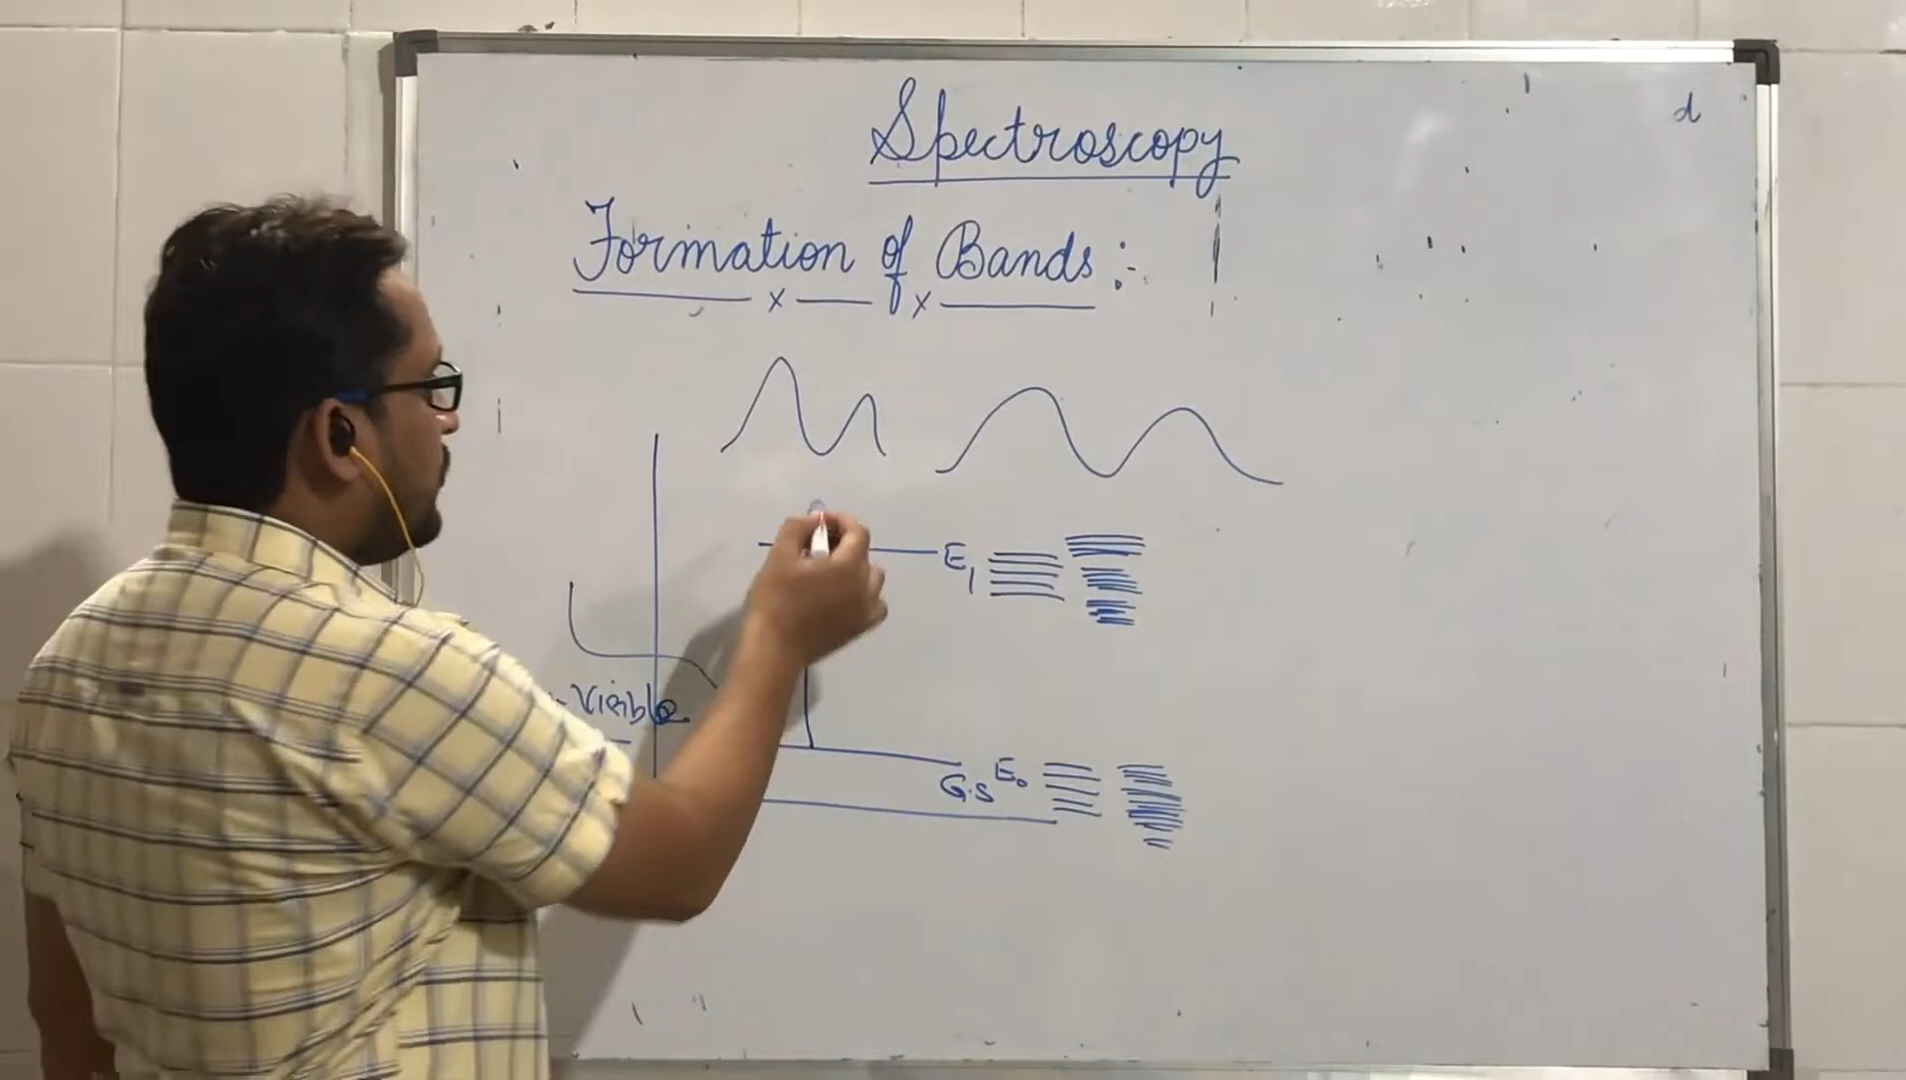 Spectroscopy
Formation of Bands :-
E1
Visible
G.S E0
d